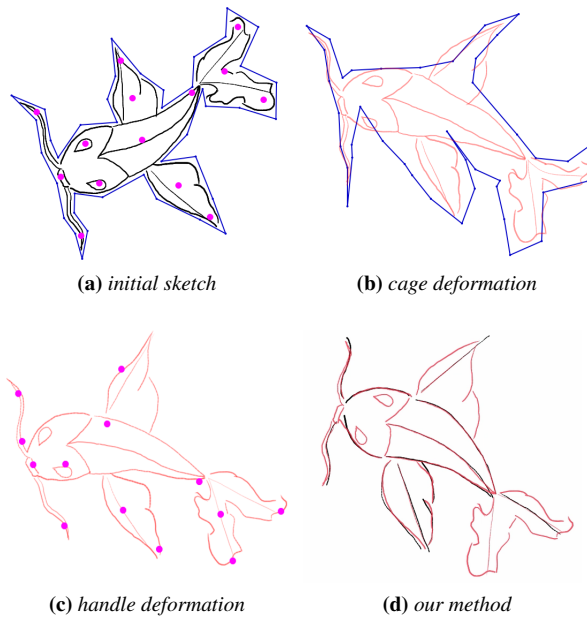 (a) initial sketch
(b) cage deformation
(c) handle deformation
(d) our method